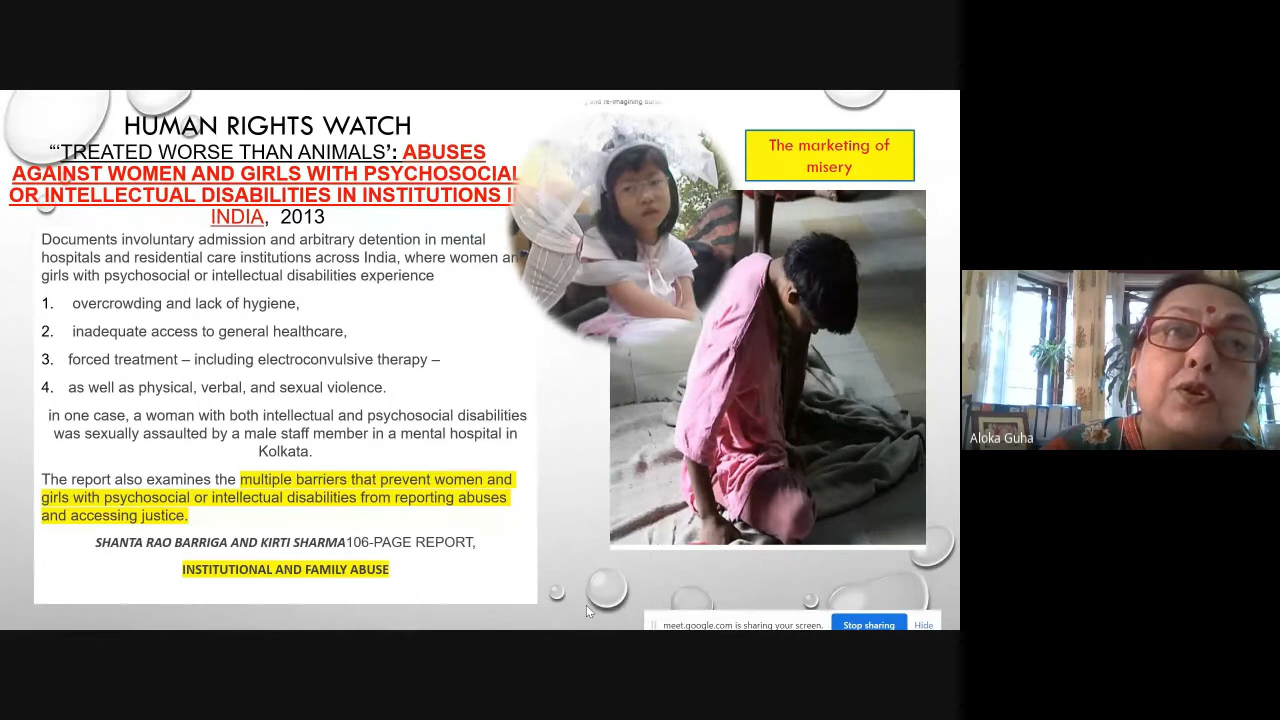 HUMAN RIGHTS WATCH
“‘TREATED WORSE THAN ANIMALS’: ABUSES
AGAINST WOMEN AND GIRLS WITH PSYCHOSOCIAL
OR INTELLECTUAL DISABILITIES IN INSTITUTIONS
INDIA, 2013
Documents involuntary admission and arbitrary detention in mental
hospitals and residential care institutions across India, where women
girls with psychosocial or intellectual disabilities experience
1. overcrowding and lack of hygiene,
2. inadequate access to general healthcare,
3. forced treatment – including electroconvulsive therapy –
4. as well as physical, verbal, and sexual violence.
in one case, a woman with both intellectual and psychosocial disabilities
was sexually assaulted by a male staff member in a mental hospital in
Kolkata.
The report also examines the multiple barriers that prevent women and
girls with psychosocial or intellectual disabilities from reporting abuses
and accessing justice.
SHANTA RAO BARRIGA AND KIRTI SHARMA106-PAGE REPORT,
INSTITUTIONAL AND FAMILY ABUSE
and re-imagining
The marketing of
misery
meet.google.com is sharing your screen. Stop sharing Hide
Aloka Guha